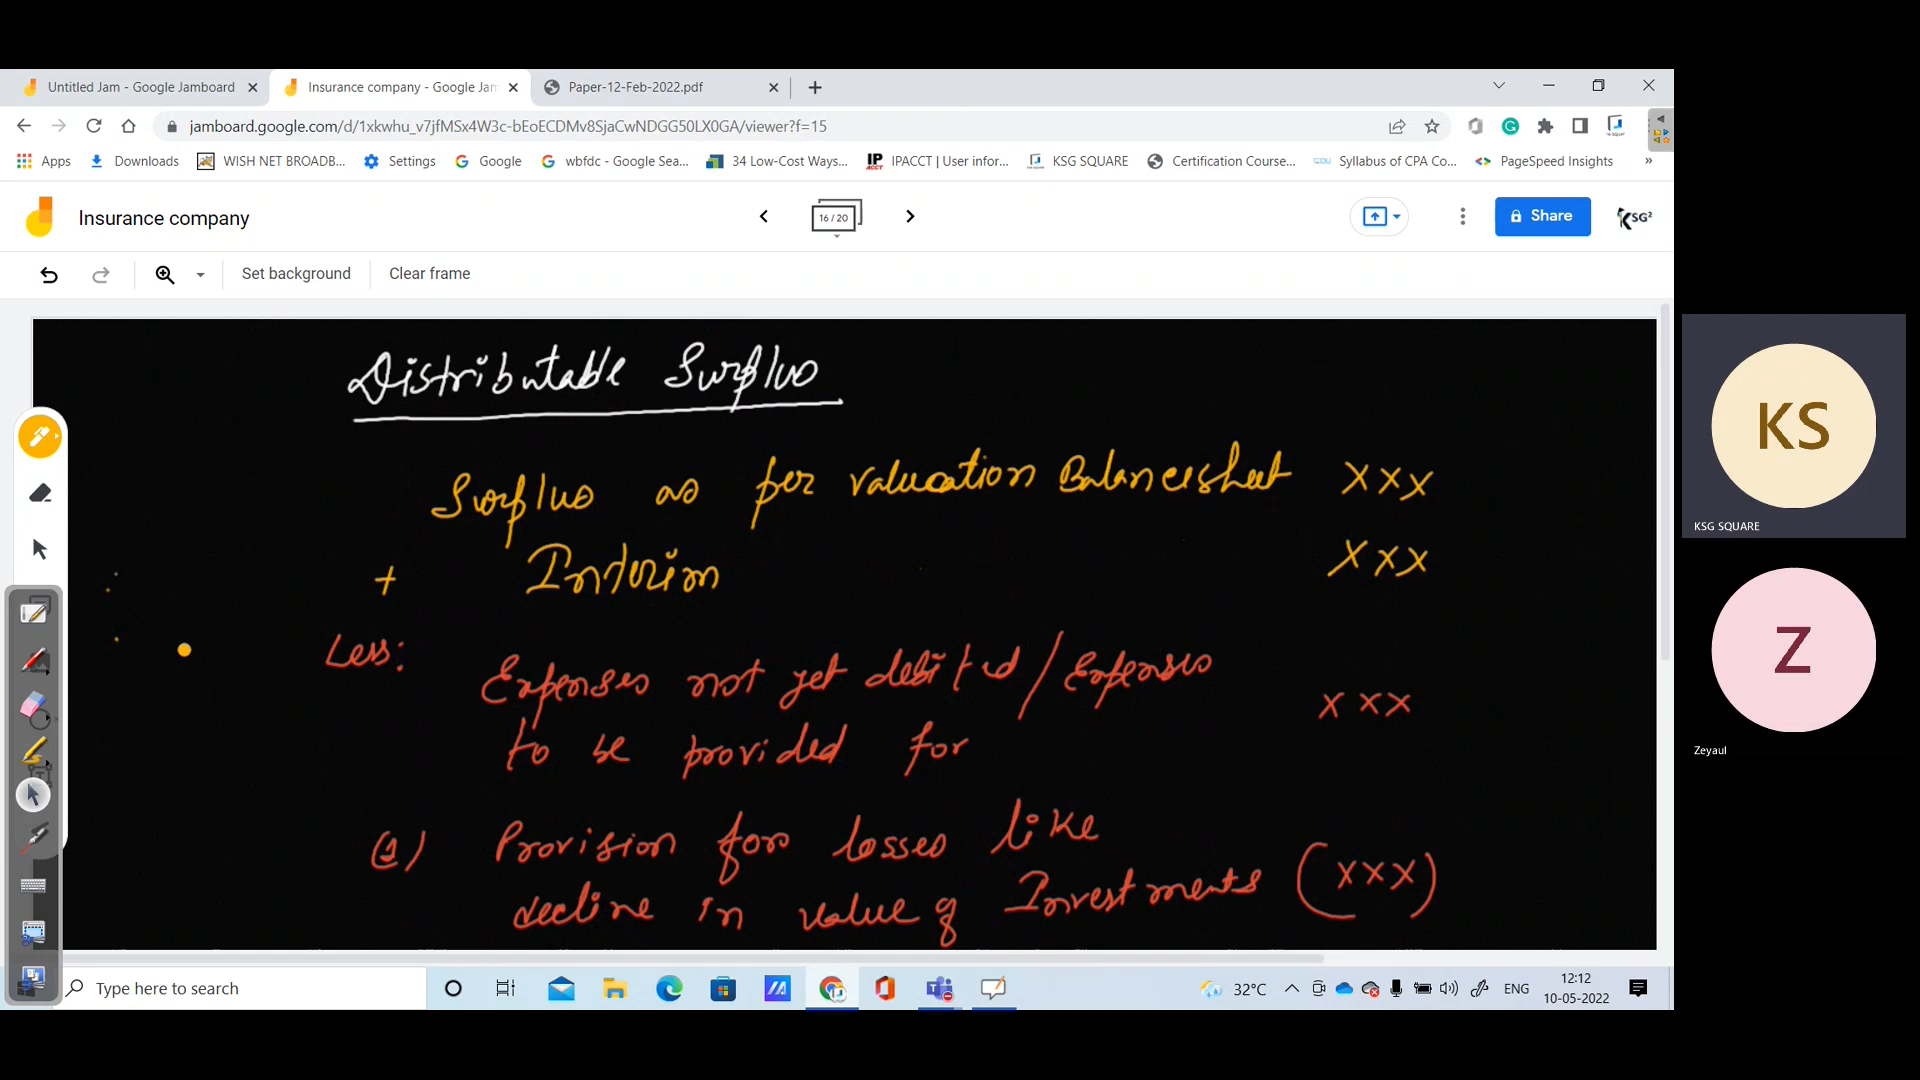 Untitled Jam - Google Jamboard
Insurance company - Google Jam
Paper-12-Feb-2022.pdf
jamboard.google.com/d/1xkwhu_v7jfMSx4W3c-bEoECDMv8SjaCwNDGG50LX0GA/viewer?f=15
Apps
Downloads
WISH NET BROADB...
Settings
Google
wbfdc - Google Sea...
34 Low-Cost Ways...
IPACCT | User infor...
KSG SQUARE
Certification Course...
Syllabus of CPA Co...
PageSpeed Insights
»
Insurance company
16 / 20
Share
KSG²
Set background
Clear frame
Distributable Surplus
Surplus as per valuation Balancesheet XXX
+ Interim XXX
Less: Expenses not yet debited / Expenses
to be provided for XXX
(a) Provision for losses like
decline in value of Investments (XXX)
KS
KSG SQUARE
Z
Zeyaul
Type here to search
32°C
ENG
12:12
10-05-2022